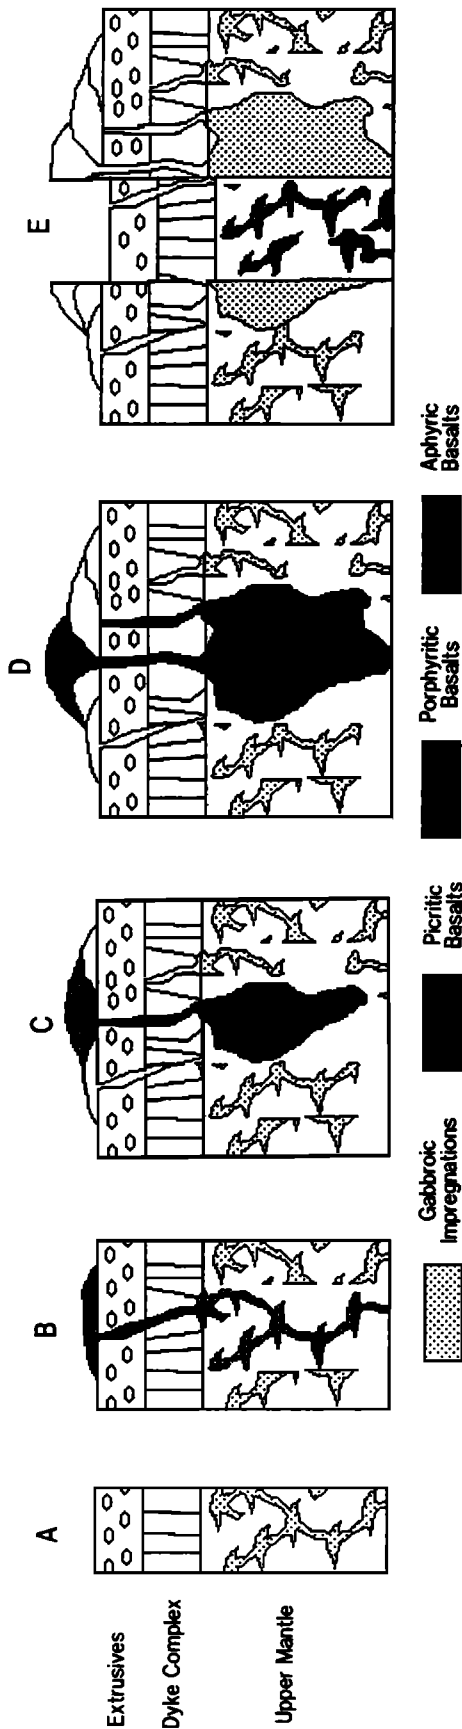 A
B
C
D
E
Extrusives
Dyke Complex
Upper Mantle
Gabbroic
Impregnations
Picritic
Basalts
Porphyritic
Basalts
Aphyric
Basalts